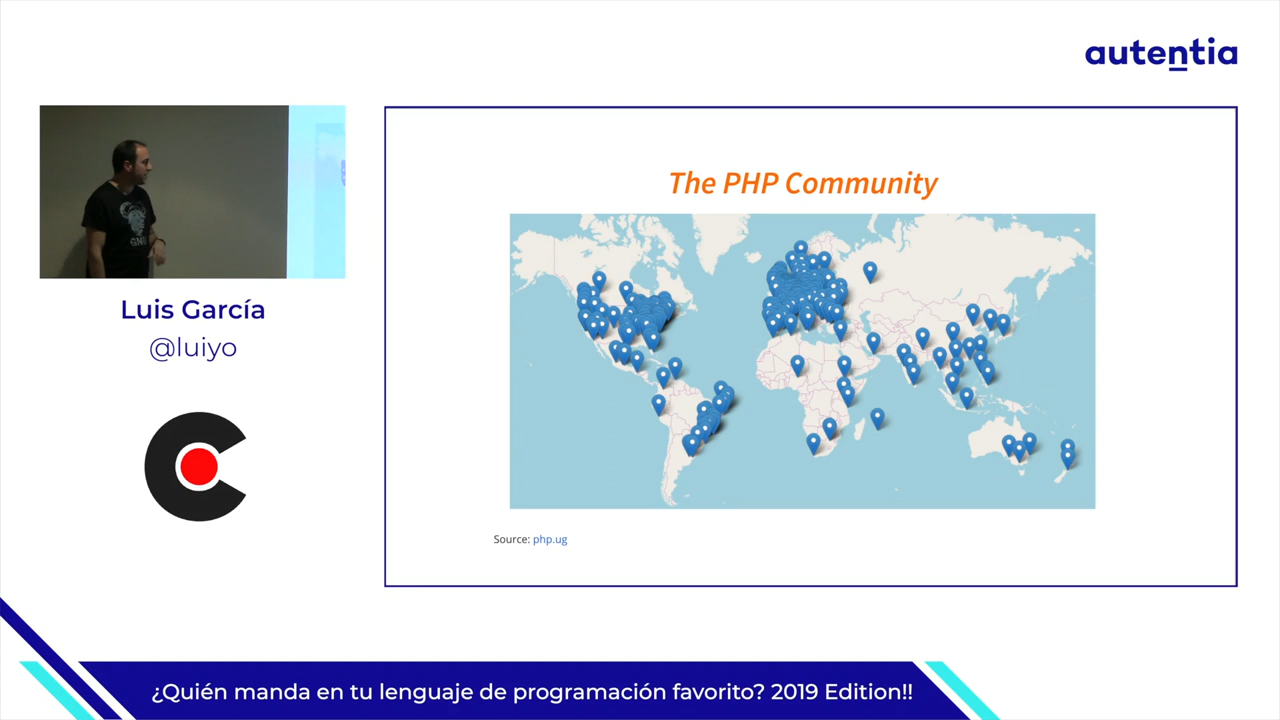 autentia
The PHP Community
GNU
Luis García
@luiyo
Source: php.ug
¿Quién manda en tu lenguaje de programación favorito? 2019 Edition!!